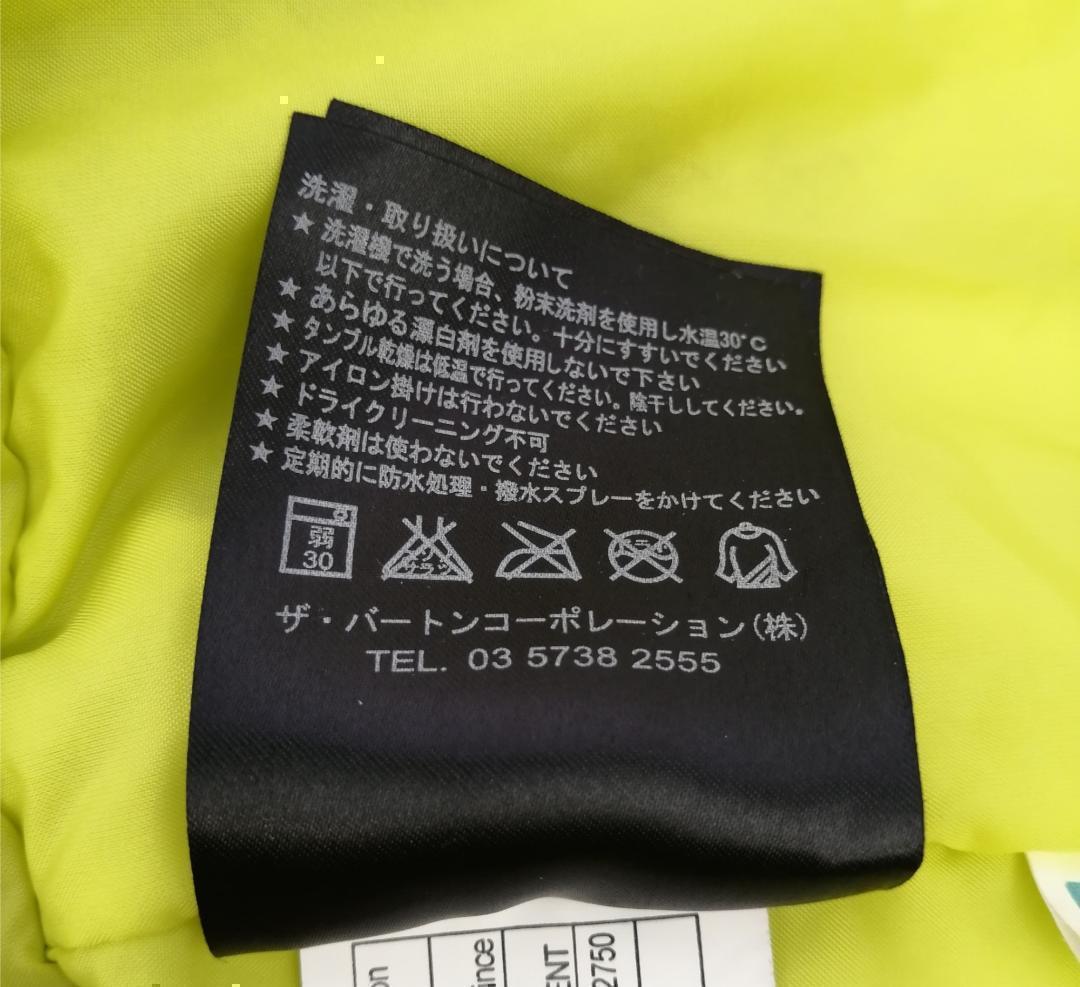 洗濯・取り扱いについて
★ 洗濯機で洗う場合、粉末洗剤を使用し水温30°C
以下で行ってください。十分にすすいでください
★ あらゆる漂白剤を使用しないで下さい
★ タンブル乾燥は低温で行ってください。陰干ししてください。
★ アイロン掛けは行わないでください
★ ドライクリーニング不可
★ 柔軟剤は使わないでください
★ 定期的に防水処理・撥水スプレーをかけてください
弱
30
ザ・バートンコーポレーション(株)
TEL. 03 5738 2555
on
ince
ENT
2750